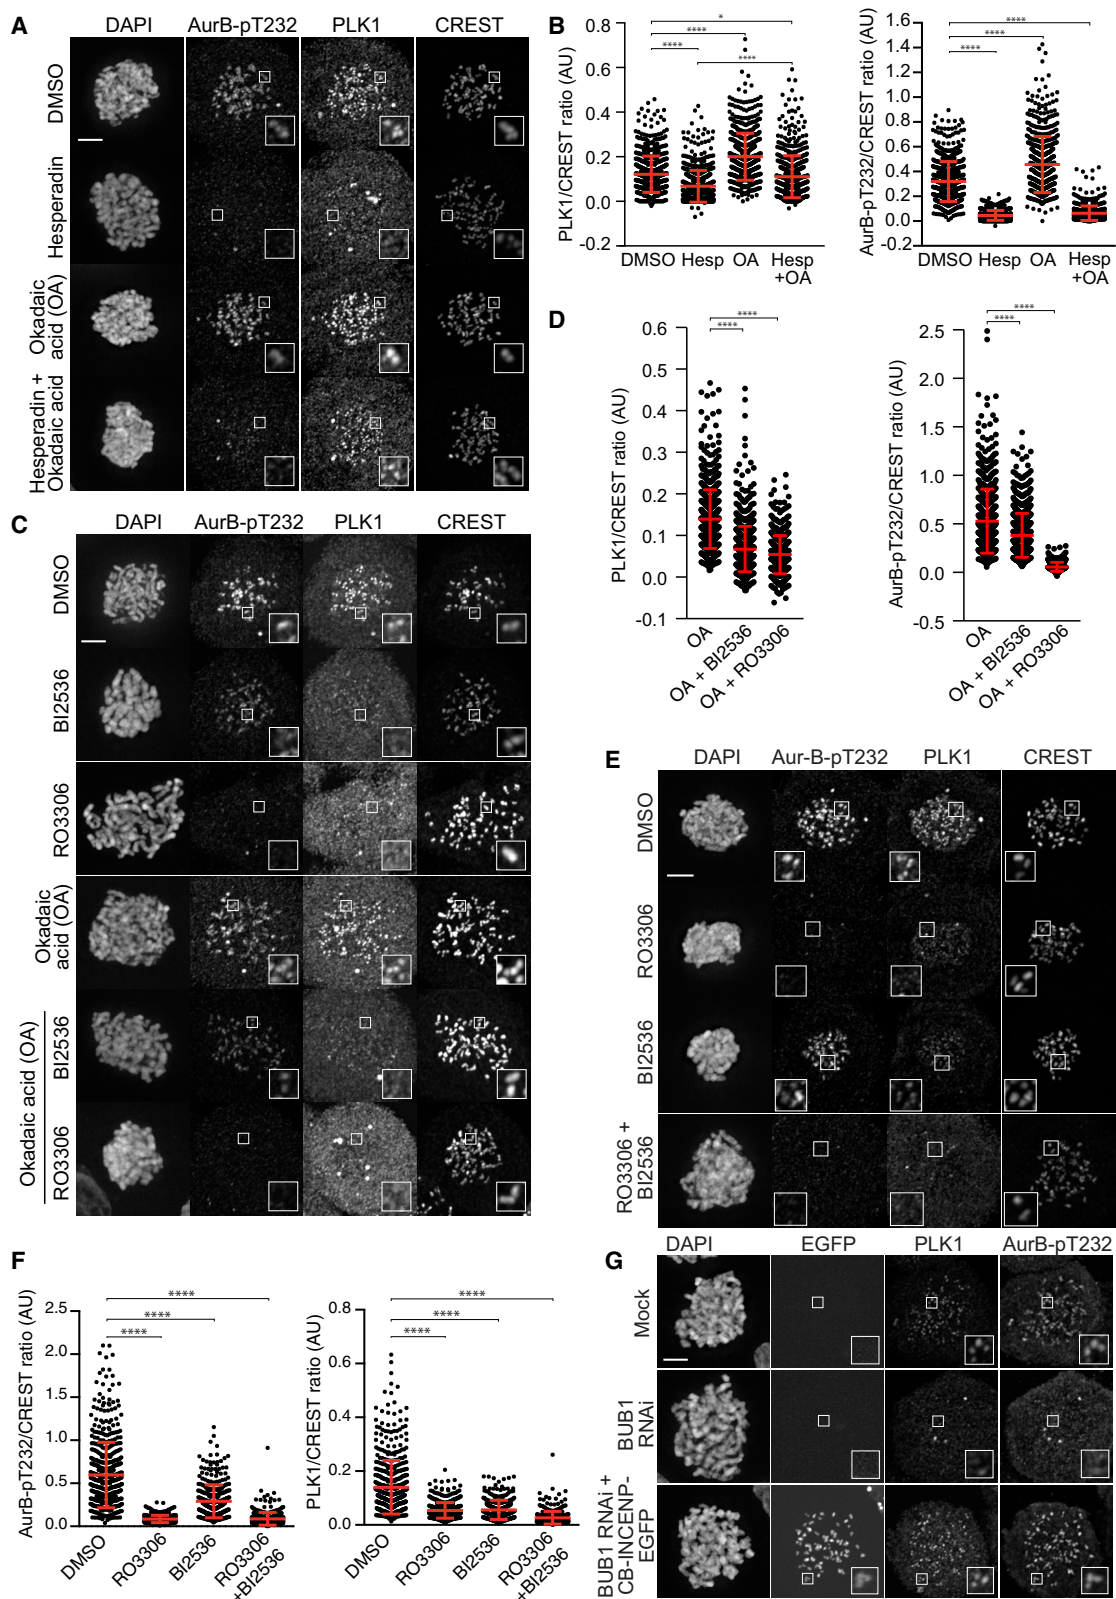 A
DAPI AurB-pT232 PLK1 CREST
DMSO
Hesperadin
Okadaic
acid (OA)
Hesperadin +
Okadaic acid
B
PLK1/CREST ratio (AU)
0.8
0.6
0.4
0.2
0.0
-0.2
* **** **** ****
DMSO Hesp OA Hesp
+OA
AurB-pT232/CREST ratio (AU)
1.6
1.4
1.2
1.0
0.8
0.6
0.4
0.2
0.0
-0.2
**** **** ****
DMSO Hesp OA Hesp
+OA
C
DAPI AurB-pT232 PLK1 CREST
DMSO
BI2536
RO3306
Okadaic
acid (OA)
Okadaic acid (OA)
BI2536
RO3306
D
PLK1/CREST ratio (AU)
0.6
0.5
0.4
0.3
0.2
0.1
0.0
-0.1
**** ****
OA
OA + BI2536
OA + RO3306
AurB-pT232/CREST ratio (AU)
2.5
2.0
1.5
1.0
0.5
0.0
-0.5
**** ****
OA
OA + BI2536
OA + RO3306
E
DAPI Aur-B-pT232 PLK1 CREST
DMSO
RO3306
BI2536
RO3306 +
BI2536
F
AurB-pT232/CREST ratio (AU)
2.5
2.0
1.5
1.0
0.5
0.0
**** **** ****
DMSO
RO3306
BI2536
RO3306
+BI2536
PLK1/CREST ratio (AU)
0.8
0.6
0.4
0.2
0.0
**** **** ****
DMSO
RO3306
BI2536
RO3306
+BI2536
G
DAPI EGFP PLK1 AurB-pT232
Mock
BUB1
RNAi
BUB1 RNAi +
CB-INCENP-
EGFP